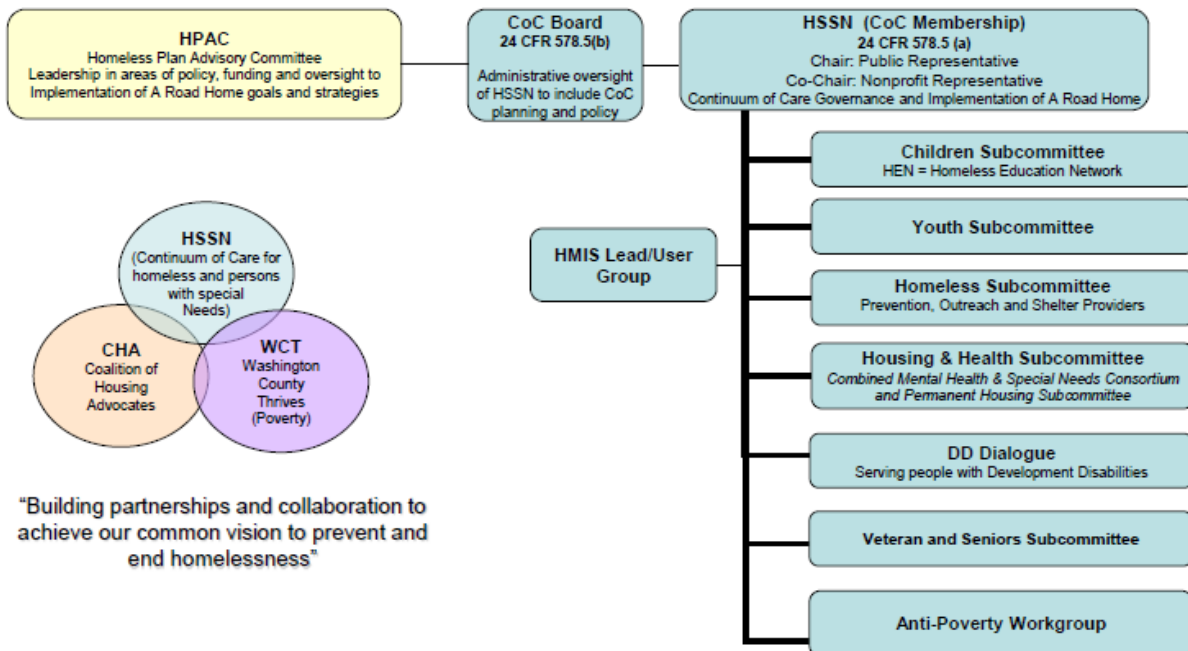 HPAC
Homeless Plan Advisory Committee
Leadership in areas of policy, funding and oversight to
Implementation of A Road Home goals and strategies
CoC Board
24 CFR 578.5(b)
Administrative oversight
of HSSN to include CoC
planning and policy
HSSN (CoC Membership)
24 CFR 578.5 (a)
Chair: Public Representative
Co-Chair: Nonprofit Representative
Continuum of Care Governance and Implementation of A Road Home
Children Subcommittee
HEN = Homeless Education Network
Youth Subcommittee
HMIS Lead/User
Group
Homeless Subcommittee
Prevention, Outreach and Shelter Providers
Housing & Health Subcommittee
Combined Mental Health & Special Needs Consortium
and Permanent Housing Subcommittee
DD Dialogue
Serving people with Development Disabilities
Veteran and Seniors Subcommittee
Anti-Poverty Workgroup
HSSN
(Continuum of Care for
homeless and persons
with special
Needs)
CHA
Coalition of
Housing
Advocates
WCT
Washington
County
Thrives
(Poverty)
“Building partnerships and collaboration to
achieve our common vision to prevent and
end homelessness”